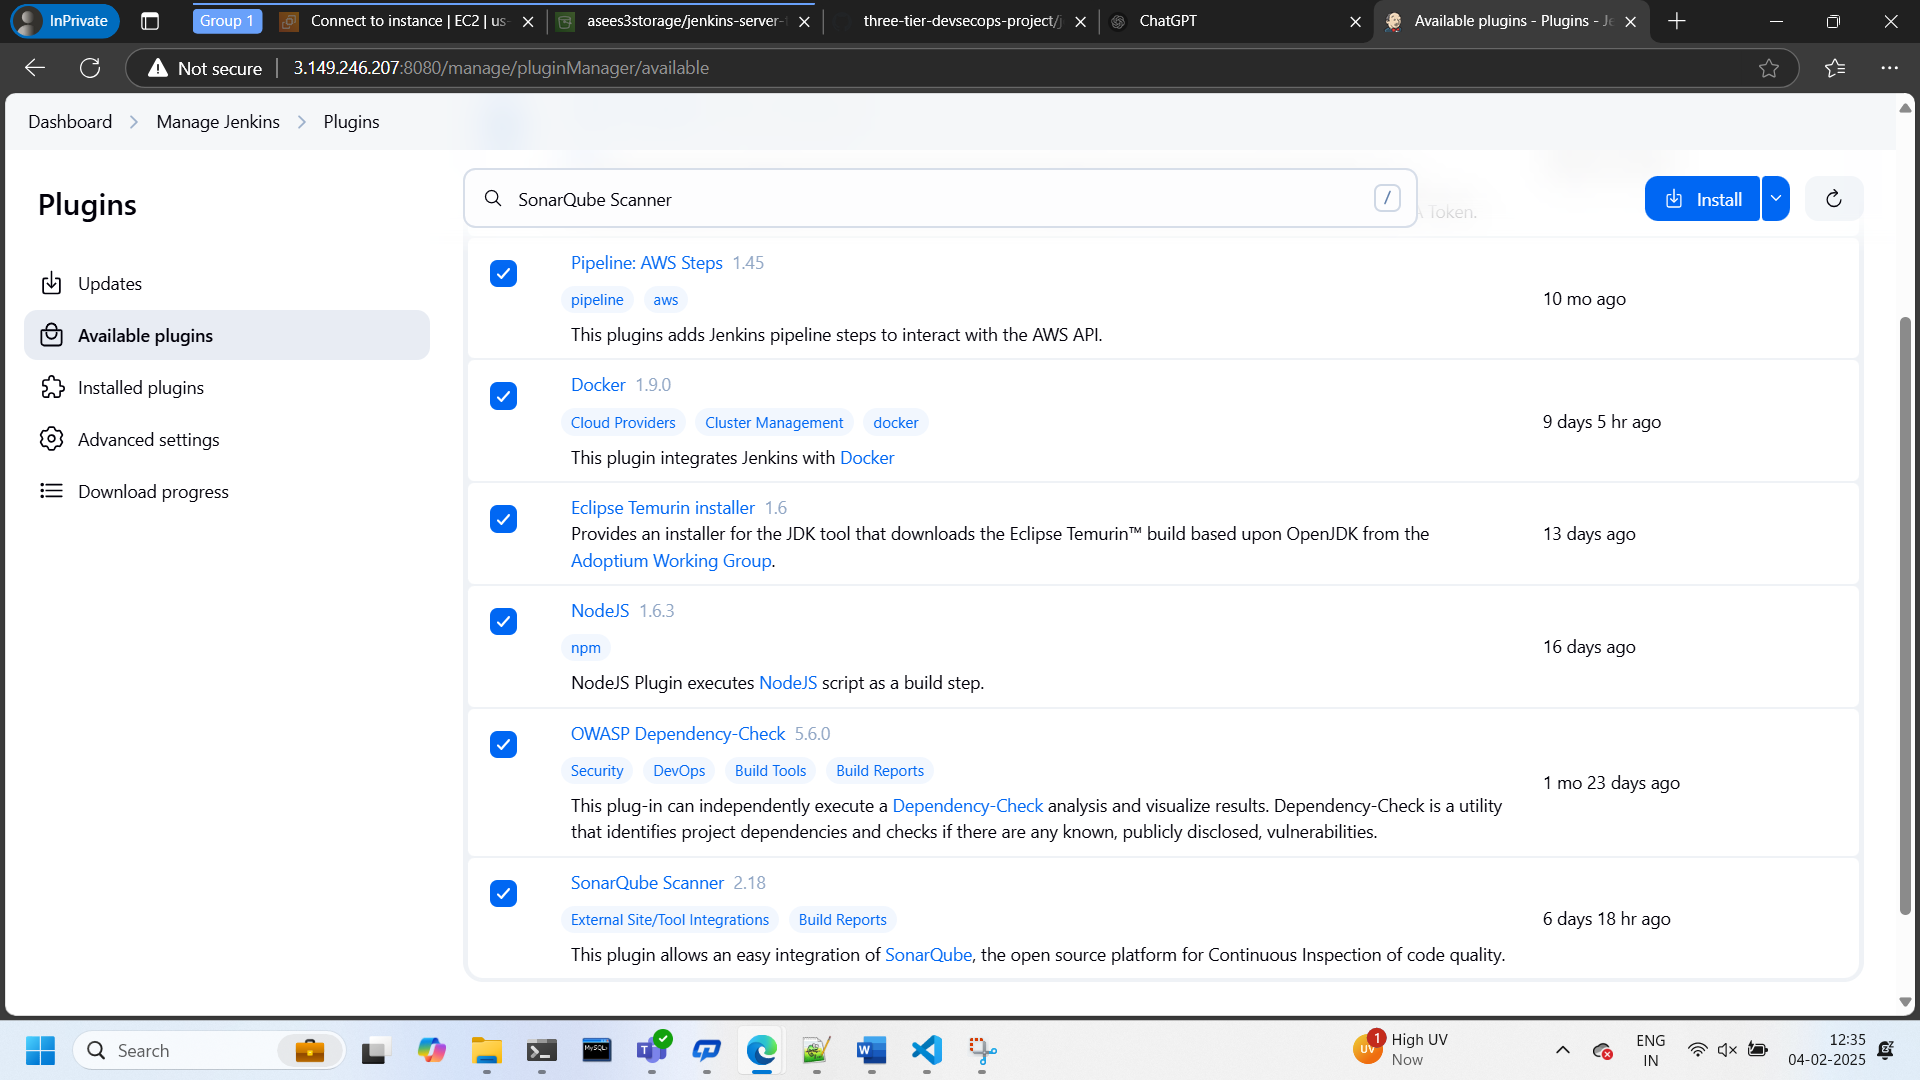 InPrivate
Group 1
Connect to instance | EC2 | us-
asees3storage/jenkins-server-
three-tier-devsecops-project/j
ChatGPT
Available plugins - Plugins - Je
Not secure
3.149.246.207:8080/manage/pluginManager/available
Dashboard
Manage Jenkins
Plugins
Plugins
SonarQube Scanner
/
Token.
Install
Updates
Available plugins
Installed plugins
Advanced settings
Download progress
Pipeline: AWS Steps 1.45
pipeline aws
This plugins adds Jenkins pipeline steps to interact with the AWS API.
10 mo ago
Docker 1.9.0
Cloud Providers Cluster Management docker
This plugin integrates Jenkins with Docker
9 days 5 hr ago
Eclipse Temurin installer 1.6
Provides an installer for the JDK tool that downloads the Eclipse Temurin™ build based upon OpenJDK from the
Adoptium Working Group.
13 days ago
NodeJS 1.6.3
npm
NodeJS Plugin executes NodeJS script as a build step.
16 days ago
OWASP Dependency-Check 5.6.0
Security DevOps Build Tools Build Reports
This plug-in can independently execute a Dependency-Check analysis and visualize results. Dependency-Check is a utility
that identifies project dependencies and checks if there are any known, publicly disclosed, vulnerabilities.
1 mo 23 days ago
SonarQube Scanner 2.18
External Site/Tool Integrations Build Reports
This plugin allows an easy integration of SonarQube, the open source platform for Continuous Inspection of code quality.
6 days 18 hr ago
Search
MySQL
UV
1
High UV
Now
ENG
IN
12:35
04-02-2025